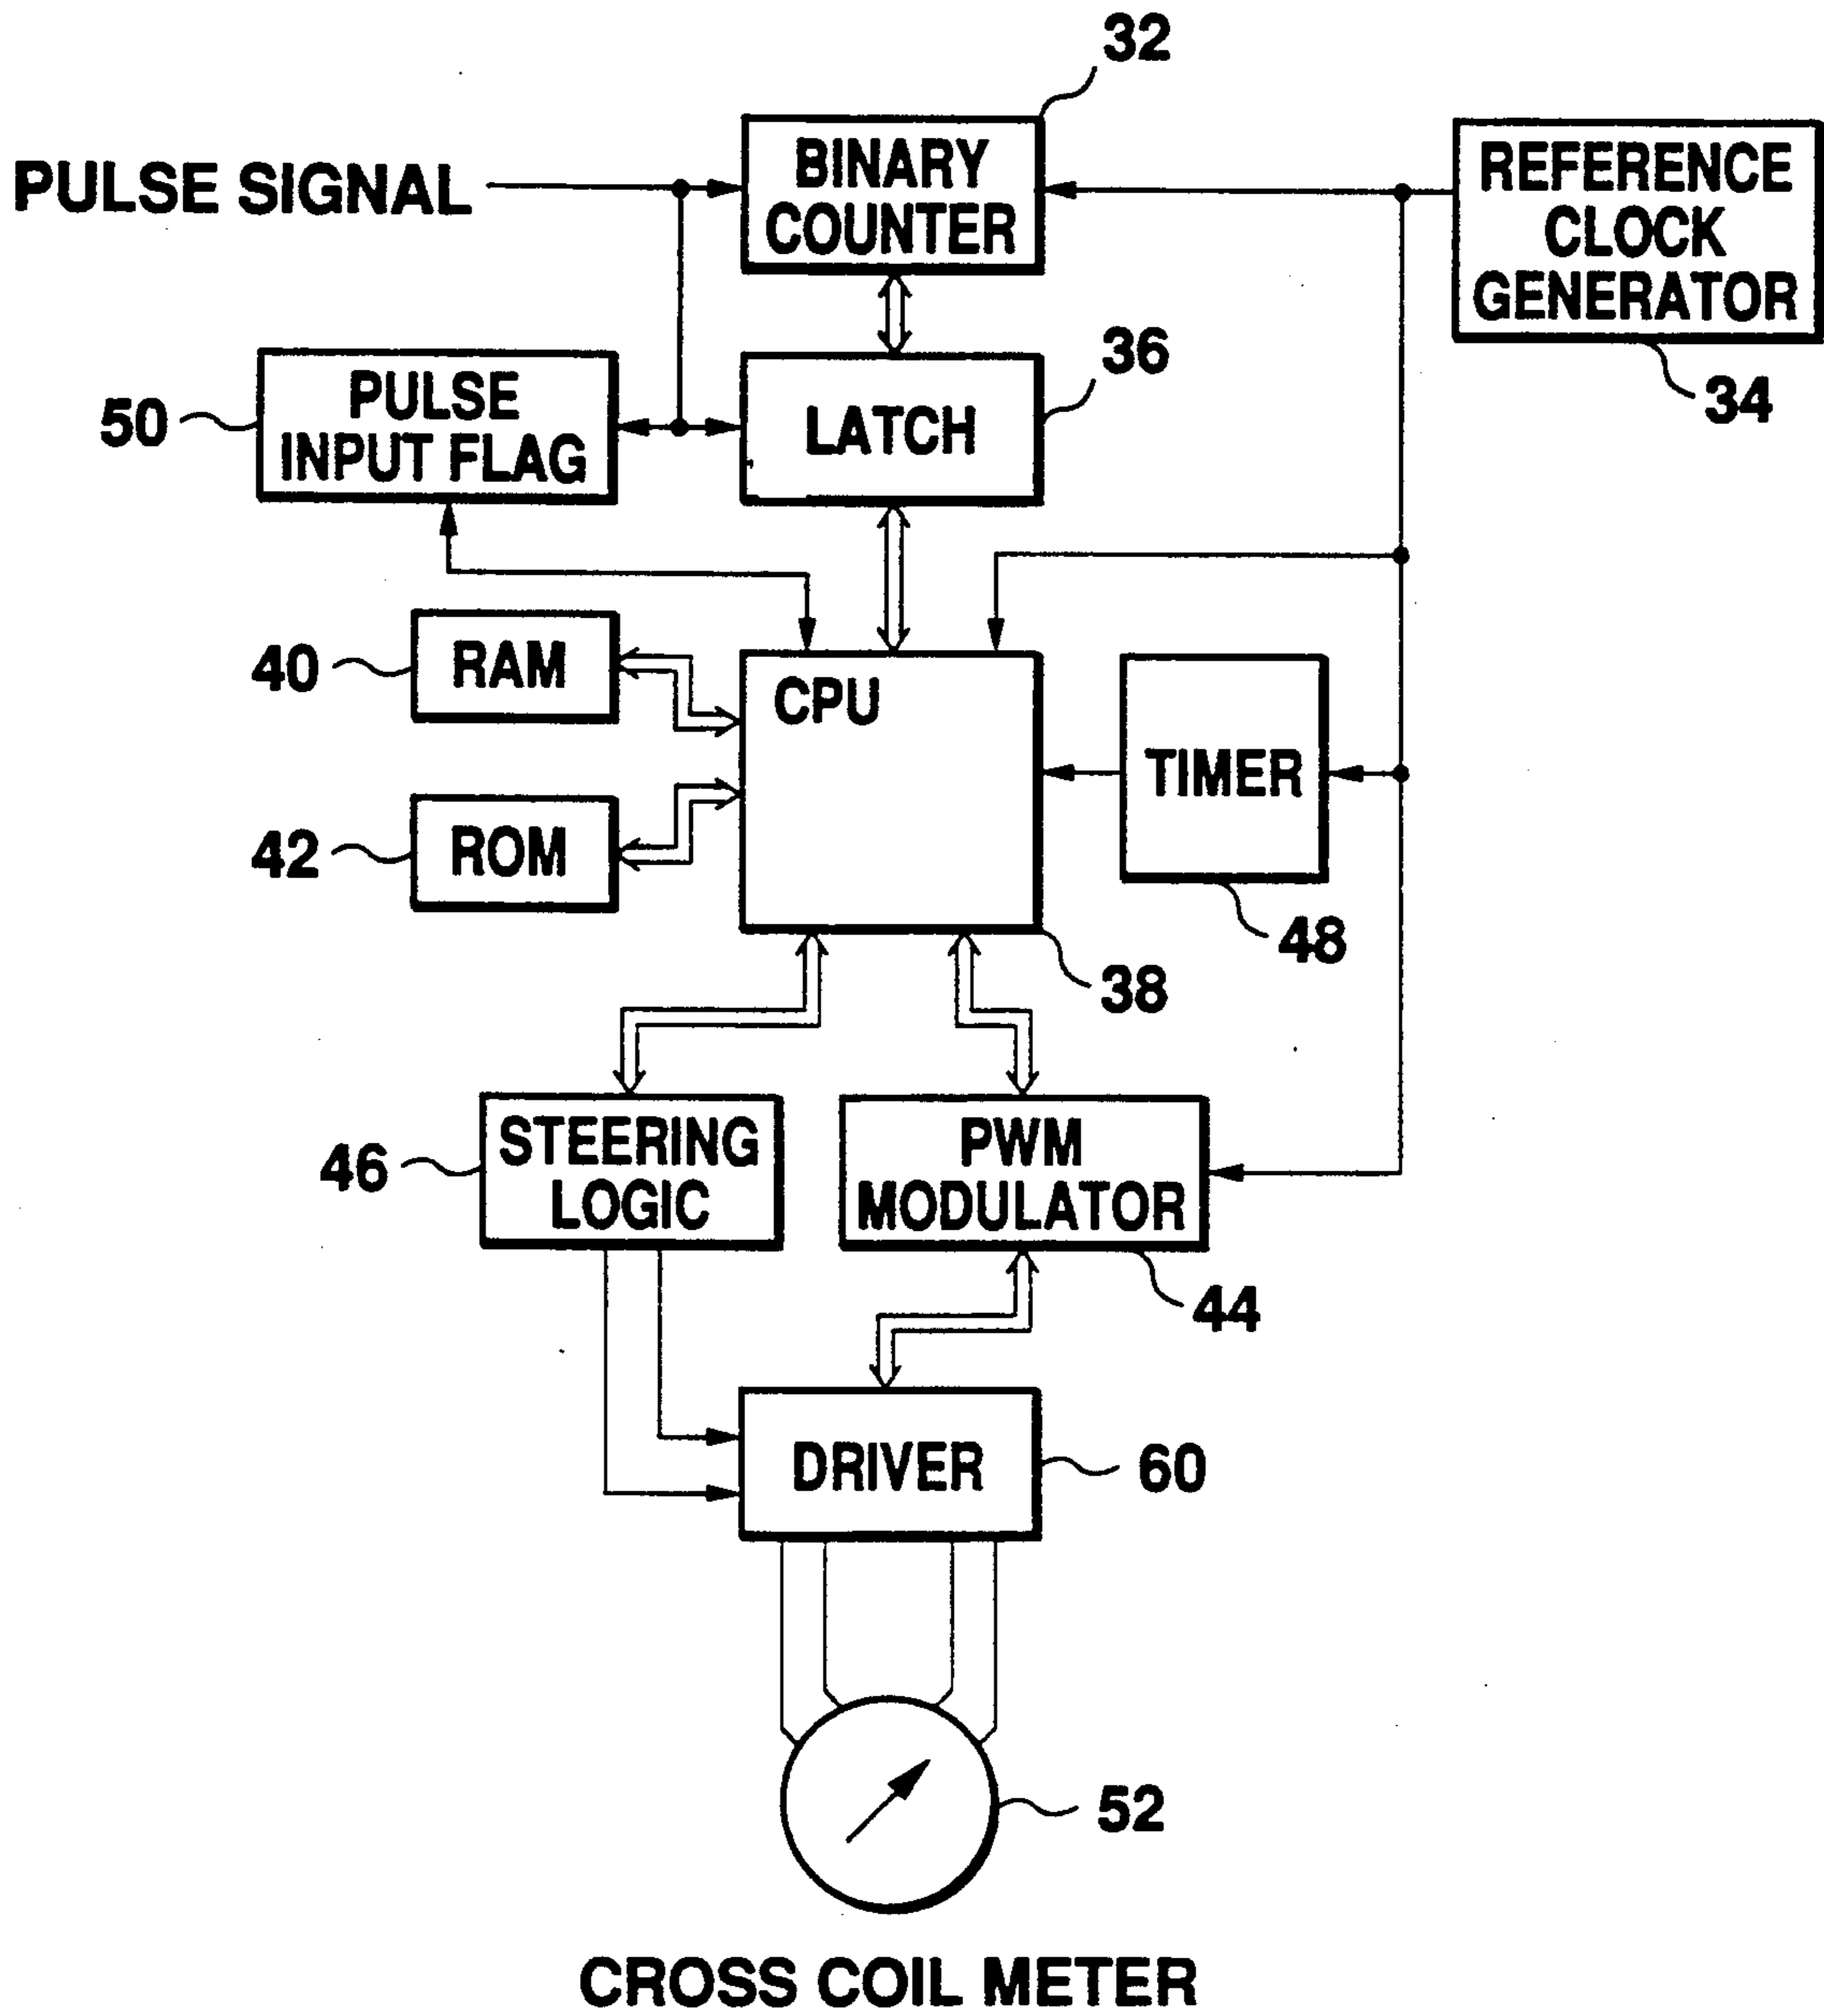 32
PULSE SIGNAL
BINARY
COUNTER
REFERENCE
CLOCK
GENERATOR
34
36
50
PULSE
INPUT FLAG
LATCH
40
RAM
CPU
TIMER
42
ROM
48
38
46
STEERING
LOGIC
PWM
MODULATOR
44
DRIVER
60
52
CROSS COIL METER